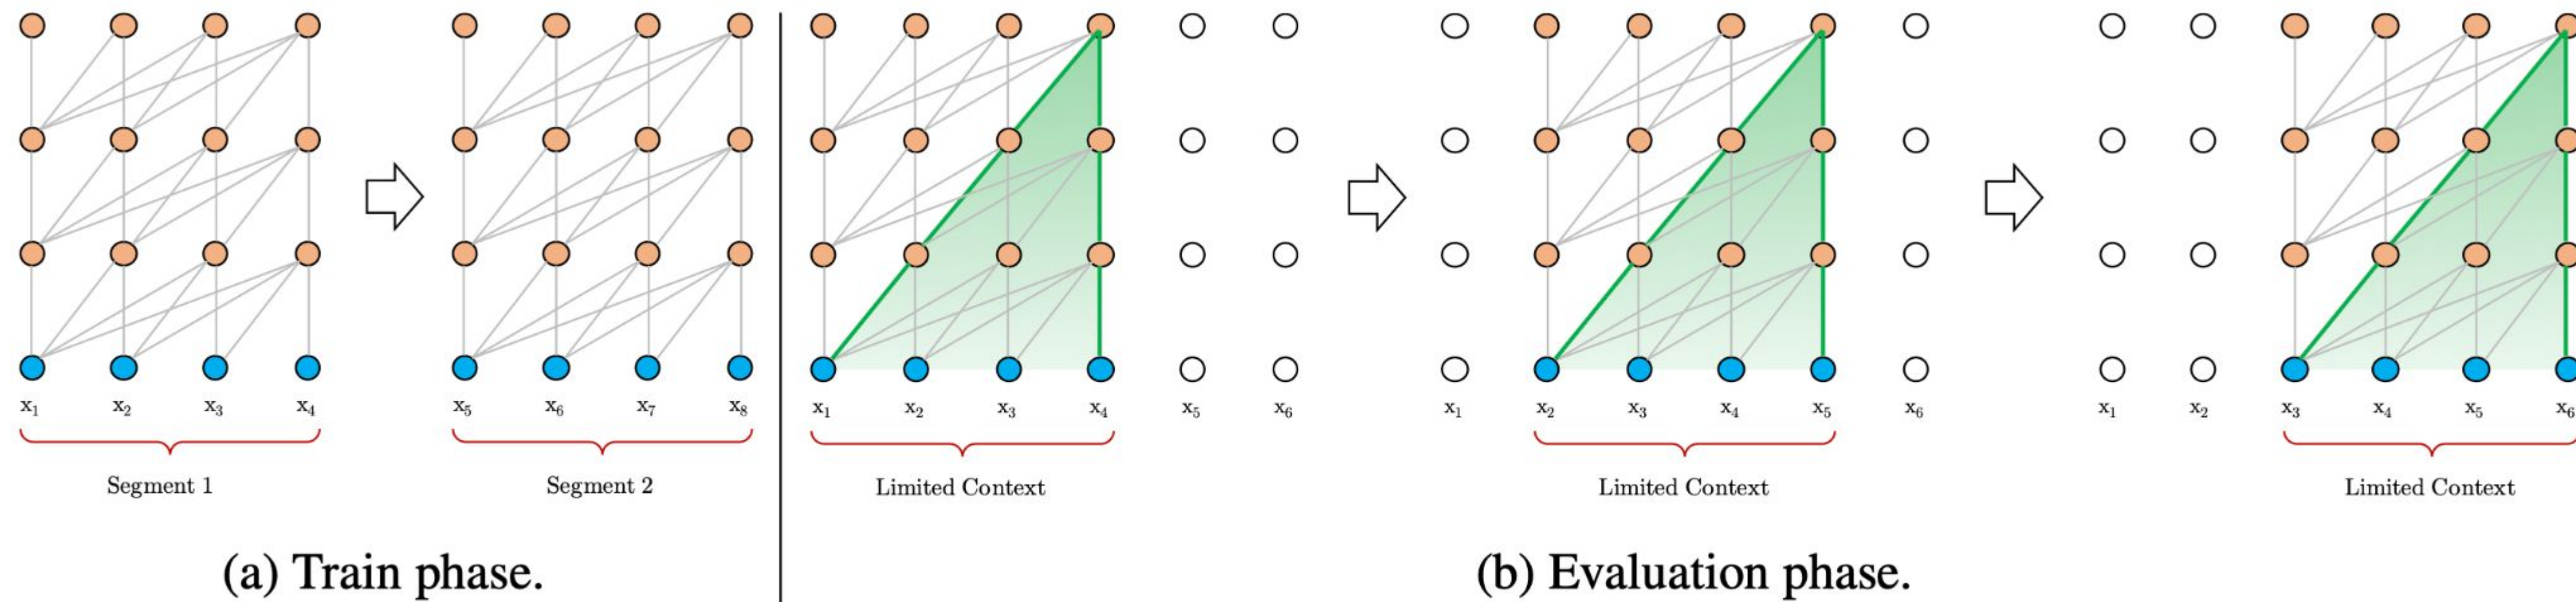 x₁ x₂ x₃ x₄
Segment 1
x₅ x₆ x₇ x₈
Segment 2
(a) Train phase.
x₁ x₂ x₃ x₄ x₅ x₆
Limited Context
x₁ x₂ x₃ x₄ x₅ x₆
Limited Context
x₁ x₂ x₃ x₄ x₅ x₆
Limited Context
(b) Evaluation phase.